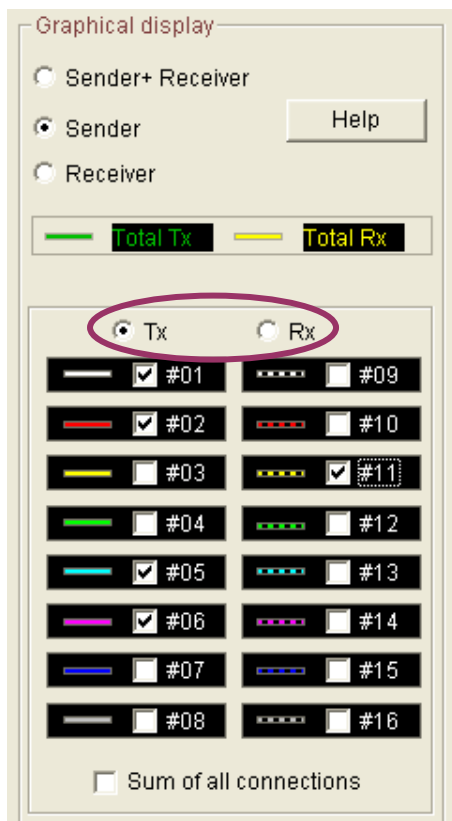 Graphical display
Sender+ Receiver
Sender
Help
Receiver
Total Tx Total Rx
Tx Rx
#01 #09
#02 #10
#03 #11
#04 #12
#05 #13
#06 #14
#07 #15
#08 #16
Sum of all connections